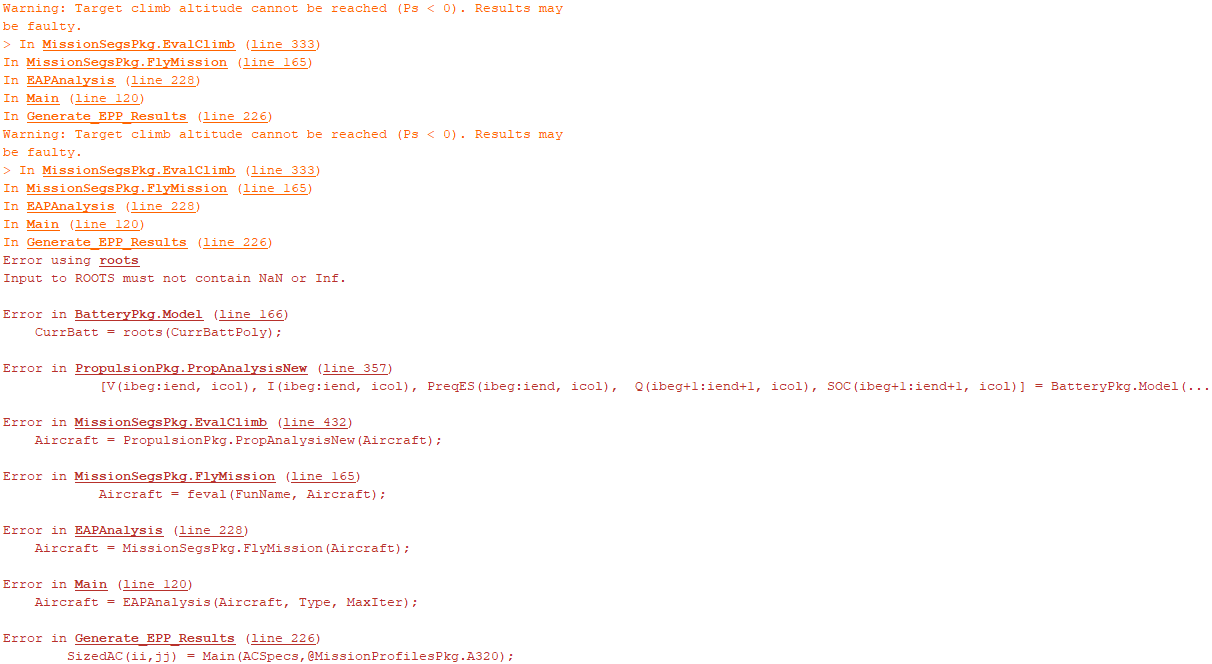 Warning: Target climb altitude cannot be reached (Ps < 0). Results may
be faulty.
> In MissionSegsPkg.EvalClimb (line 333)
In MissionSegsPkg.FlyMission (line 165)
In EAPAnalysis (line 228)
In Main (line 120)
In Generate_EPP_Results (line 226)
Warning: Target climb altitude cannot be reached (Ps < 0). Results may
be faulty.
> In MissionSegsPkg.EvalClimb (line 333)
In MissionSegsPkg.FlyMission (line 165)
In EAPAnalysis (line 228)
In Main (line 120)
In Generate_EPP_Results (line 226)
Error using roots
Input to ROOTS must not contain NaN or Inf.

Error in BatteryPkg.Model (line 166)
    CurrBatt = roots(CurrBattPoly);

Error in PropulsionPkg.PropAnalysisNew (line 357)
            [V(ibeg:iend, icol), I(ibeg:iend, icol), PreqES(ibeg:iend, icol),  Q(ibeg+1:iend+1, icol), SOC(ibeg+1:iend+1, icol)] = BatteryPkg.Model(...

Error in MissionSegsPkg.EvalClimb (line 432)
    Aircraft = PropulsionPkg.PropAnalysisNew(Aircraft);

Error in MissionSegsPkg.FlyMission (line 165)
            Aircraft = feval(FunName, Aircraft);

Error in EAPAnalysis (line 228)
    Aircraft = MissionSegsPkg.FlyMission(Aircraft);

Error in Main (line 120)
    Aircraft = EAPAnalysis(Aircraft, Type, MaxIter);

Error in Generate_EPP_Results (line 226)
        SizedAC(ii,jj) = Main(ACSpecs,@MissionProfilesPkg.A320);